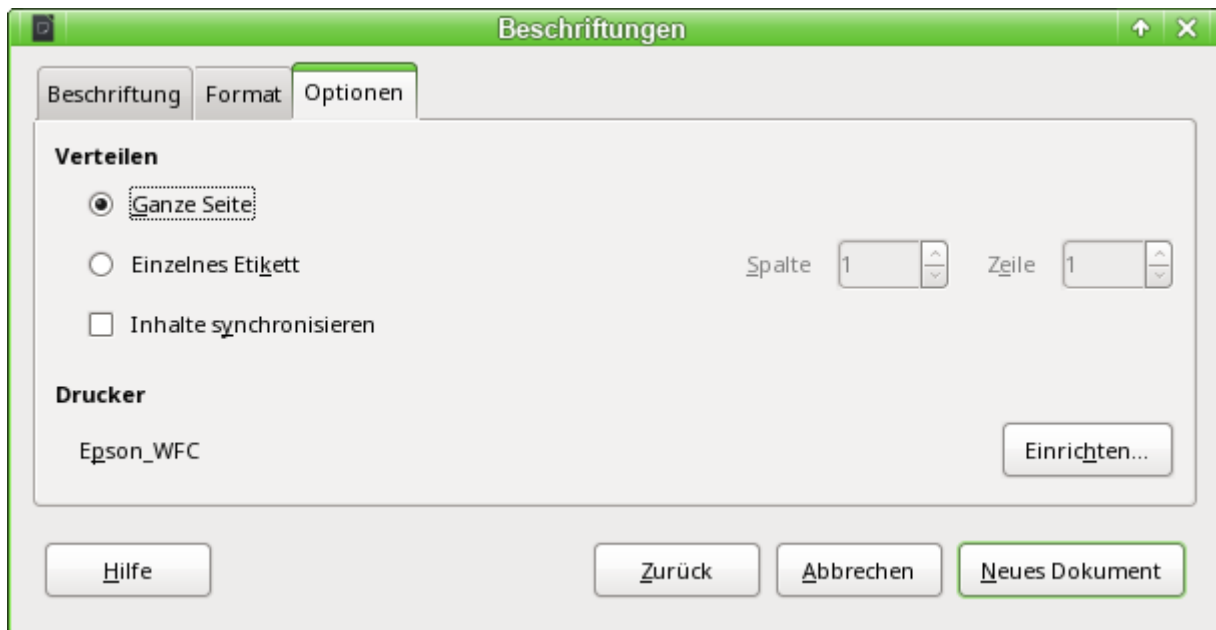 Beschriftungen
Beschriftung Format Optionen
Verteilen
Ganze Seite
Einzelnes Etikett Spalte 1 Zeile 1
Inhalte synchronisieren
Drucker
Epson_WFC Einrichten...
Hilfe Zurück Abbrechen Neues Dokument